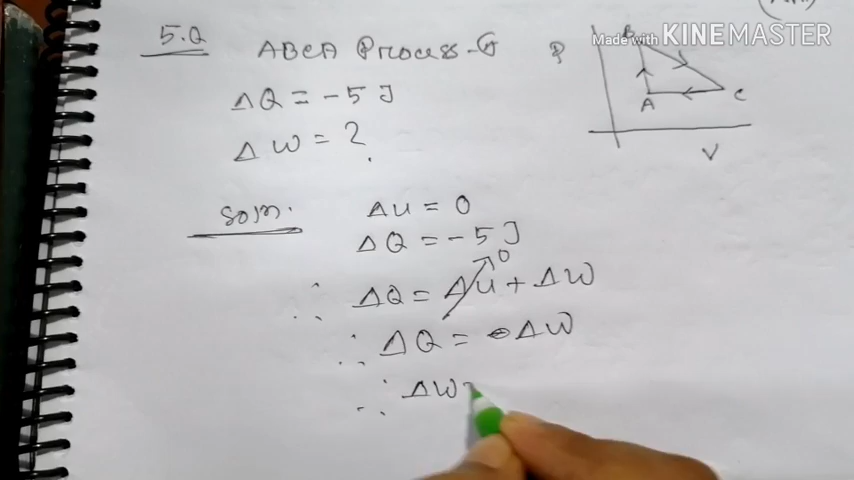 Made with KINEMASTER
5.Q
ABCA Process-
P
B
A
C
V
ΔQ = -5 J
ΔW = ?
Soln.
ΔU = 0
ΔQ = -5 J
0
∴ ΔQ = ΔU + ΔW
∴ ΔQ = ΔW
∴ ΔW =